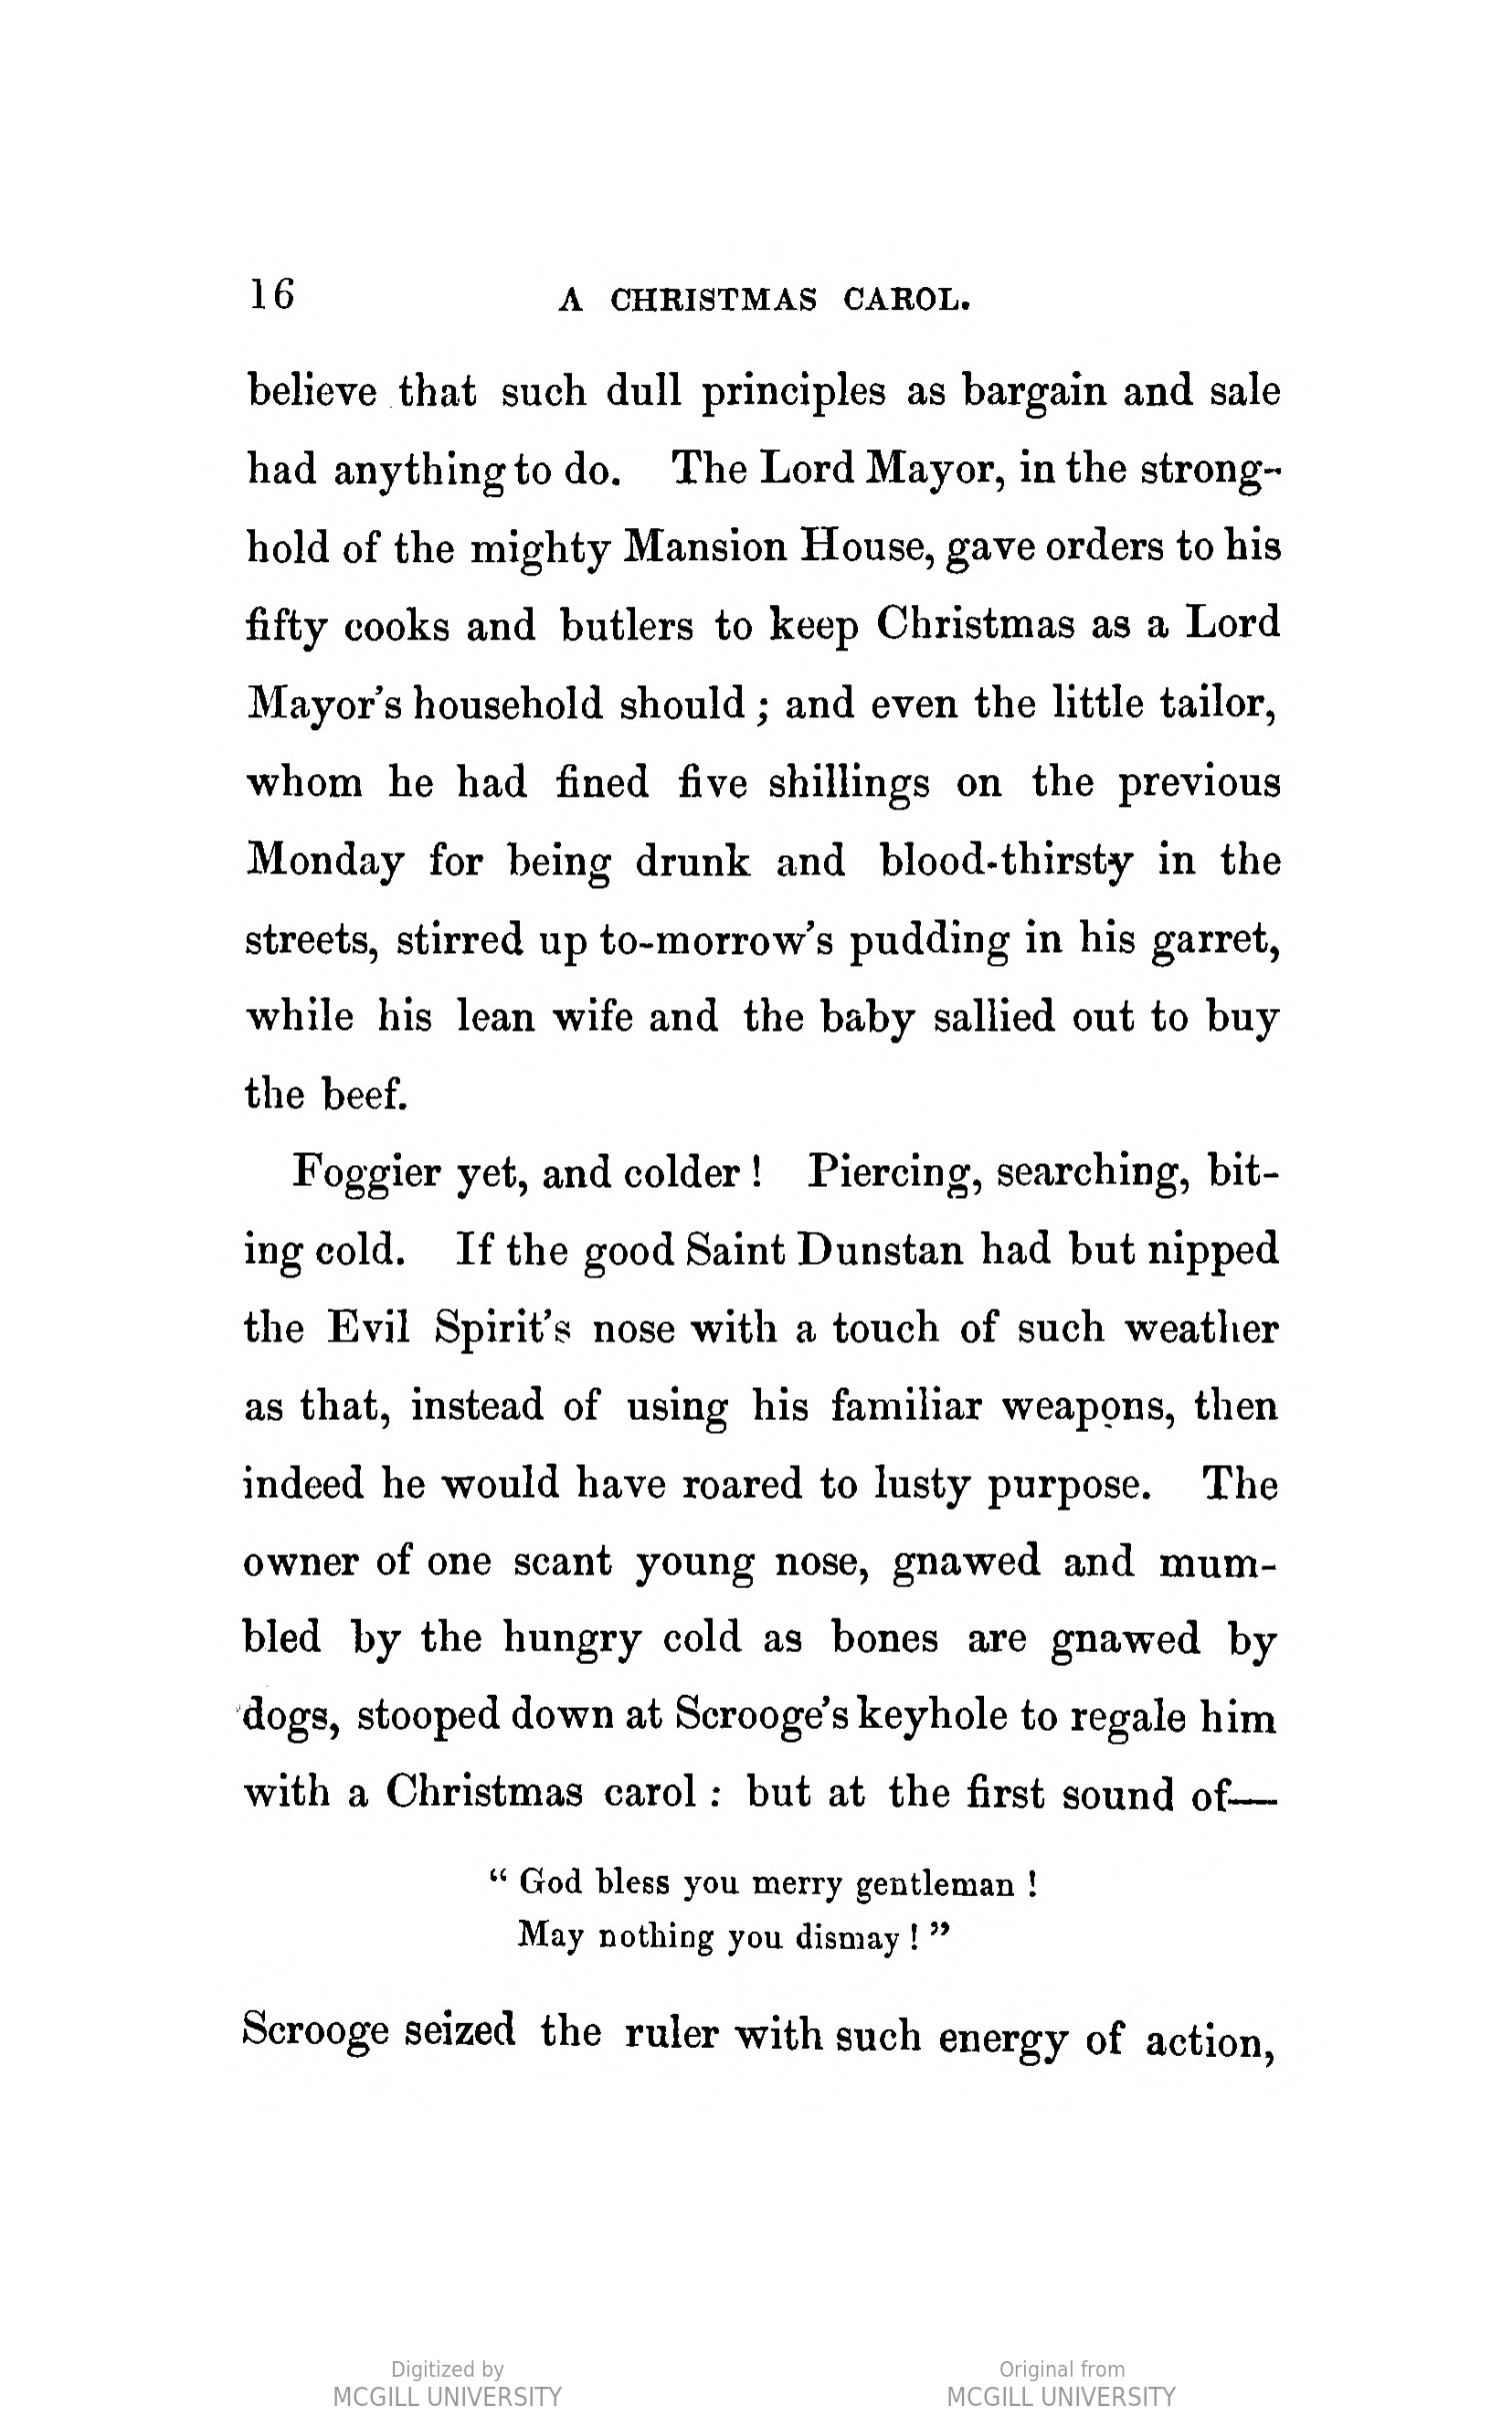 16
A CHRISTMAS CAROL.
believe that such dull principles as bargain and sale
had anything to do. The Lord Mayor, in the strong-
hold of the mighty Mansion House, gave orders to his
fifty cooks and butlers to keep Christmas as a Lord
Mayor's household should; and even the little tailor,
whom he had fined five shillings on the previous
Monday for being drunk and blood-thirsty in the
streets, stirred up to-morrow's pudding in his garret,
while his lean wife and the baby sallied out to buy
the beef.
Foggier yet, and colder! Piercing, searching, bit-
ing cold. If the good Saint Dunstan had but nipped
the Evil Spirit's nose with a touch of such weather
as that, instead of using his familiar weapons, then
indeed he would have roared to lusty purpose. The
owner of one scant young nose, gnawed and mum-
bled by the hungry cold as bones are gnawed by
dogs, stooped down at Scrooge's keyhole to regale him
with a Christmas carol: but at the first sound of—
“God bless you merry gentleman!
May nothing you dismay!”
Scrooge seized the ruler with such energy of action,
Digitized by
MCGILL UNIVERSITY
Original from
MCGILL UNIVERSITY